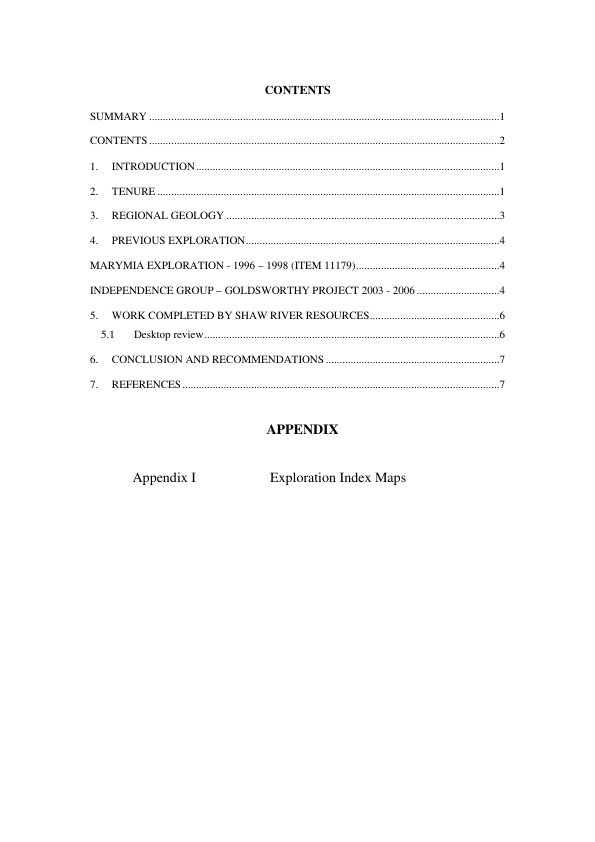 CONTENTS
SUMMARY ...............................................................................................................................1
CONTENTS ...............................................................................................................................2
1. INTRODUCTION ..............................................................................................................1
2. TENURE ...........................................................................................................................1
3. REGIONAL GEOLOGY ...................................................................................................3
4. PREVIOUS EXPLORATION............................................................................................4
MARYMIA EXPLORATION - 1996 – 1998 (ITEM 11179)....................................................4
INDEPENDENCE GROUP – GOLDSWORTHY PROJECT 2003 - 2006 ..............................4
5. WORK COMPLETED BY SHAW RIVER RESOURCES...............................................6
5.1 Desktop review...........................................................................................................6
6. CONCLUSION AND RECOMMENDATIONS ...............................................................7
7. REFERENCES ..................................................................................................................7
APPENDIX
Appendix I Exploration Index Maps